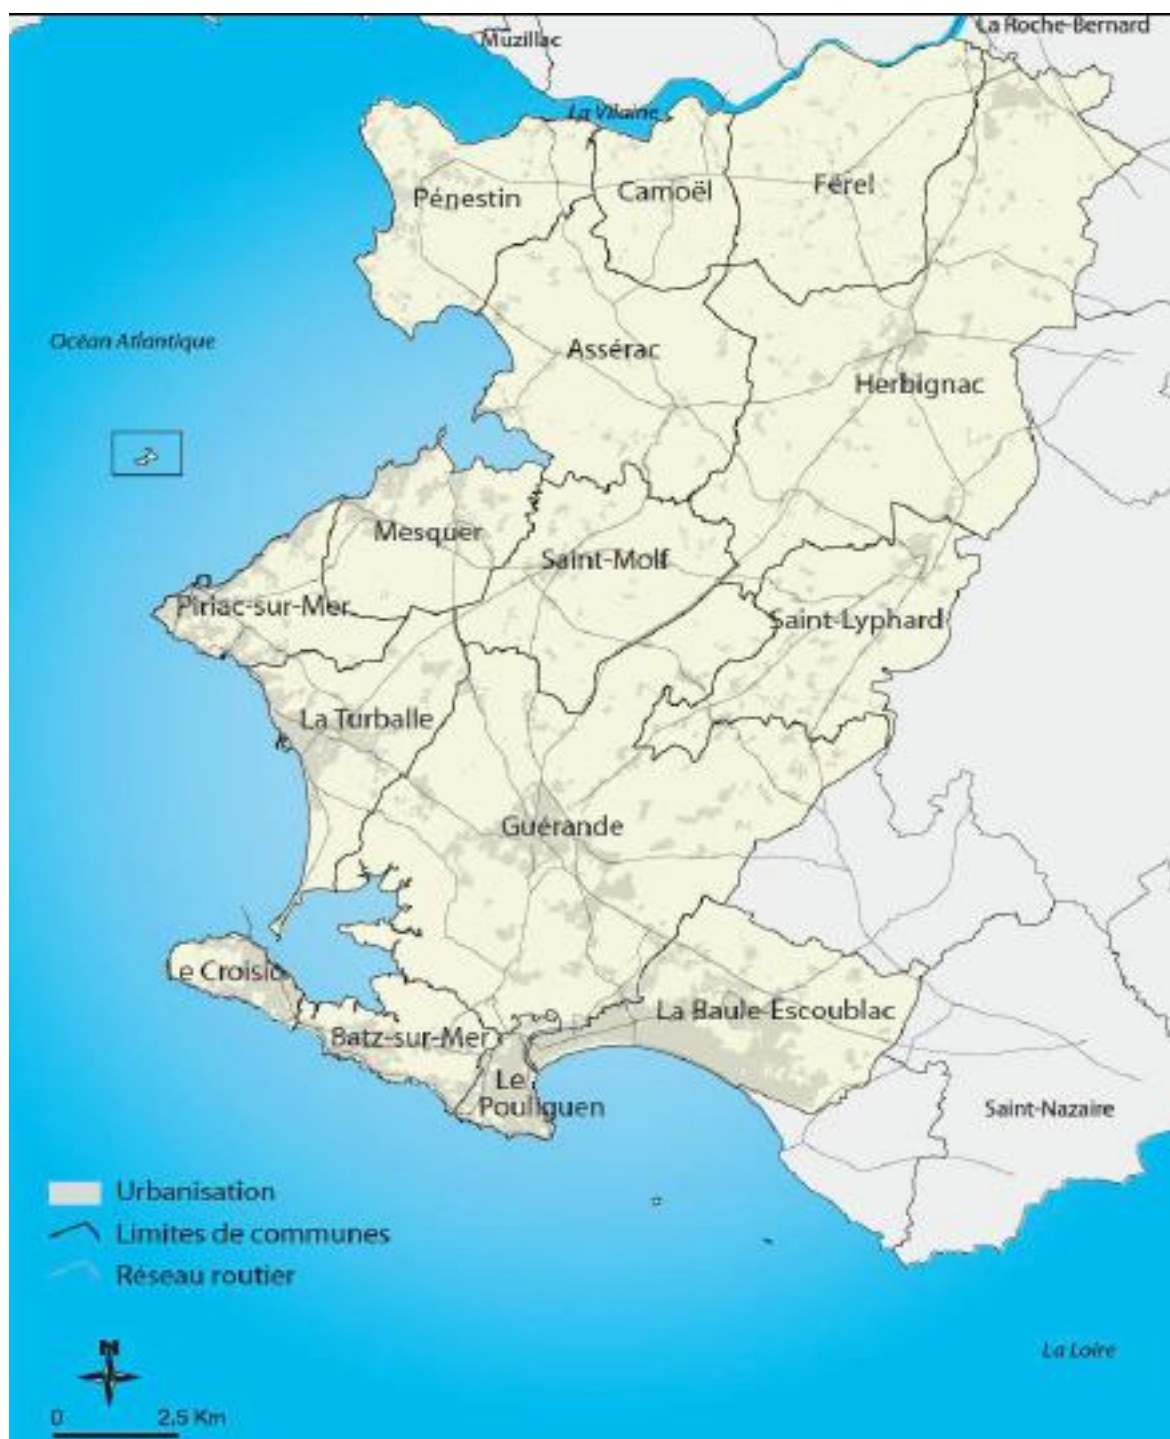 Muzillac
La Roche-Bernard
La Vilaine
Pénestin
Camoël
Férel
Océan Atlantique
Assérac
Herbignac
Mesquer
Saint-Molf
Piriac-sur-Mer
Saint-Lyphard
La Turballe
Guérande
Le Croisic
La Baule-Escoublac
Batz-sur-Mer
Le
Pouliguen
Saint-Nazaire
Urbanisation
Limites de communes
Réseau routier
N
La Loire
0 2,5 Km